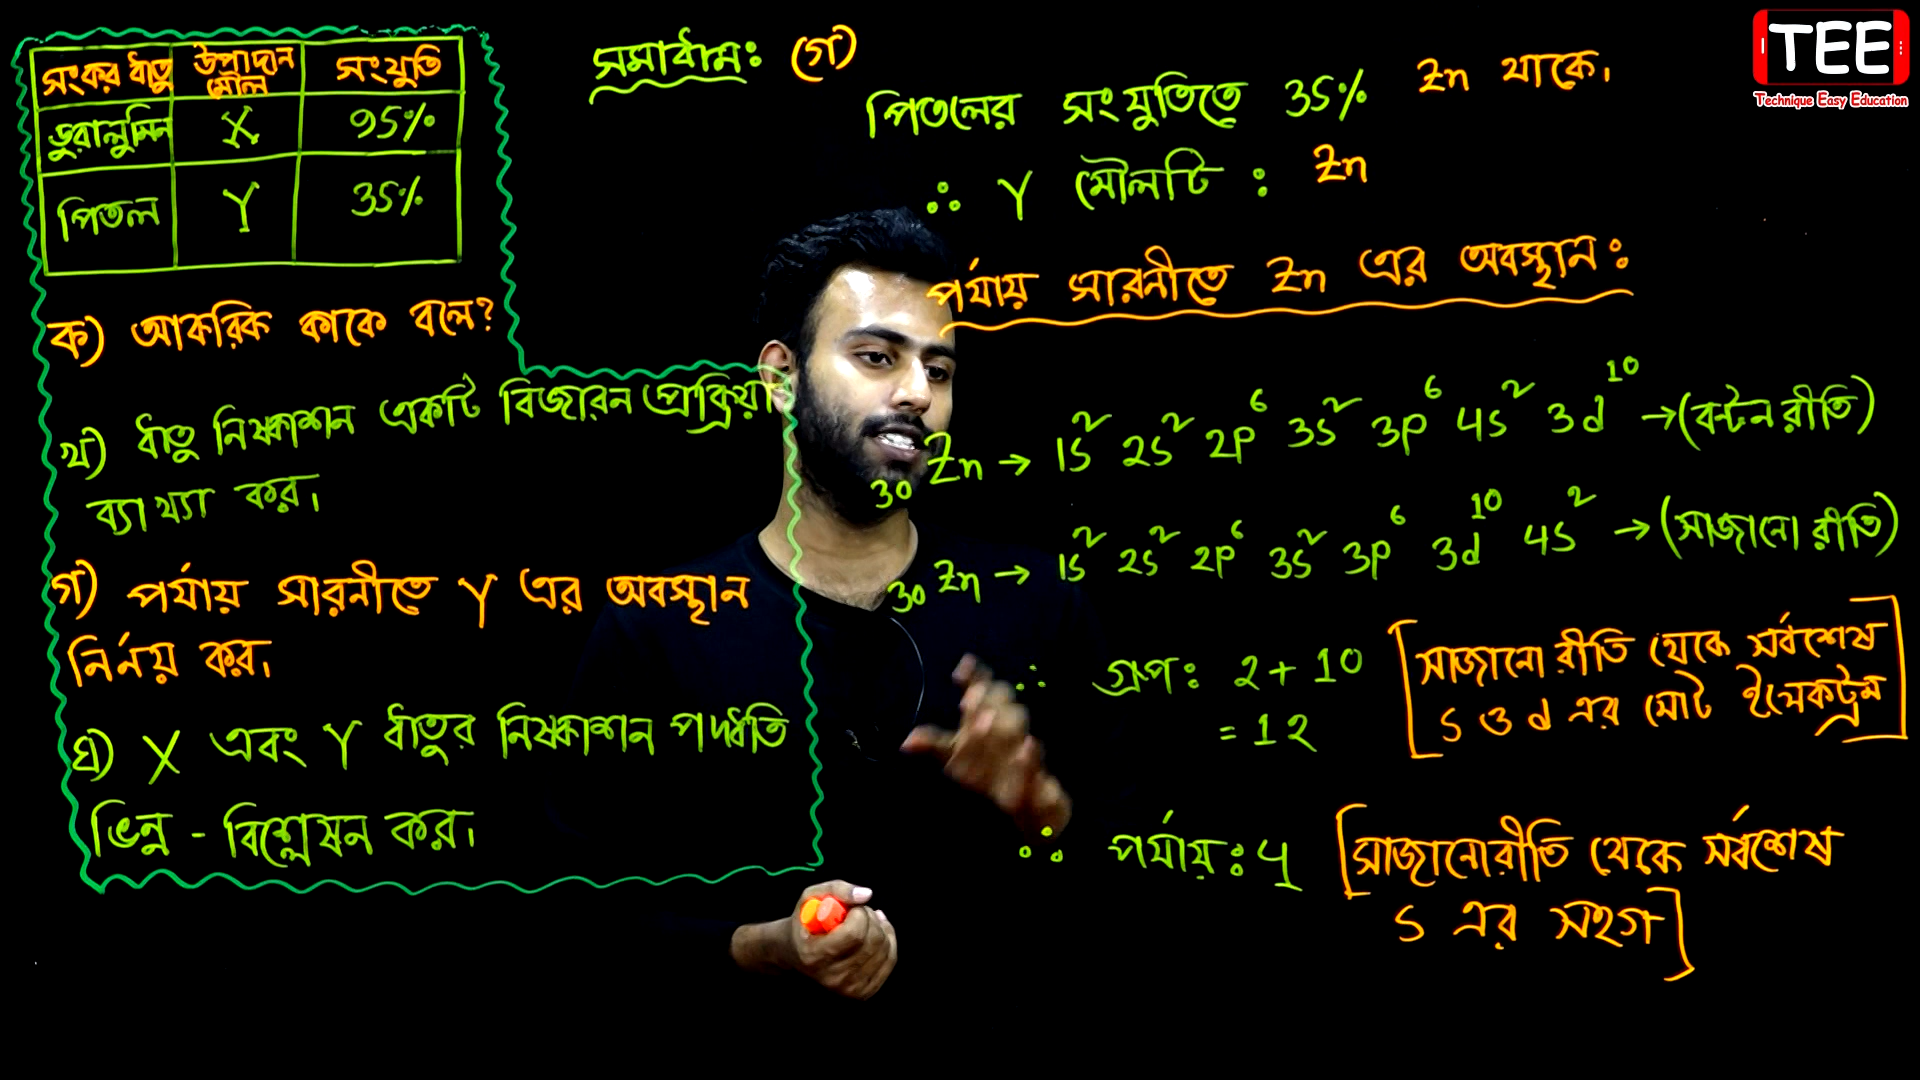 সংকর ধাতু উপাদান মৌল সংযুতি
ডুরালুমিন X 95%
পিতল Y 35%
ক) আকরিক কাকে বলে?
খ) ধাতু নিষ্কাশন একটি বিজারন প্রক্রিয়া
ব্যাখ্যা কর।
গ) পর্যায় সারনীতে Y এর অবস্থান
নির্নয় কর।
ঘ) X এবং Y ধাতুর নিষ্কাশন পদ্ধতি
ভিন্ন - বিশ্লেষন কর।
সমাধান: (গ)
পিতলের সংযুতিতে 35% Zn থাকে।
∴ Y মৌলটি : Zn
পর্যায় সারনীতে Zn এর অবস্থান:
₃₀Zn → 1s² 2s² 2p⁶ 3s² 3p⁶ 4s² 3d¹⁰ → (বন্টন রীতি)
₃₀Zn → 1s² 2s² 2p⁶ 3s² 3p⁶ 3d¹⁰ 4s² → (সাজানো রীতি)
∴ গ্রুপ: 2 + 10
= 12
[সাজানো রীতি থেকে সর্বশেষ
s ও d এর মোট ইলেকট্রন]
∴ পর্যায়: 4
[সাজানো রীতি থেকে সর্বশেষ
s এর সহগ]
TEE
Technique Easy Education